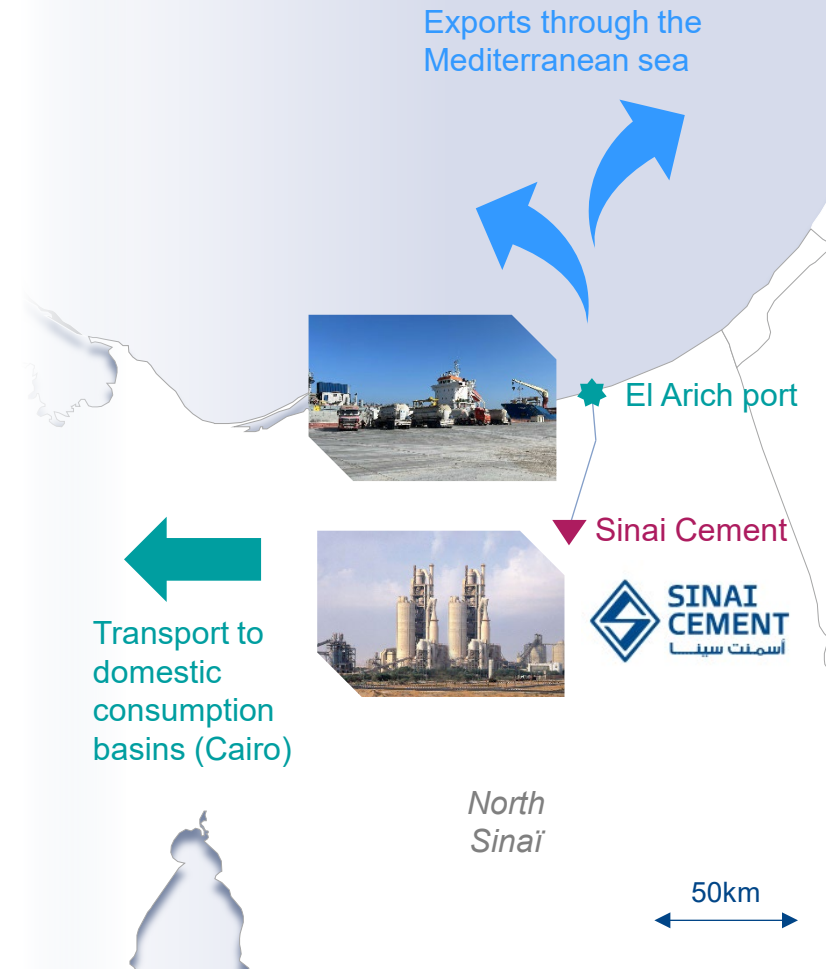 Exports through the
Mediterranean sea
El Arich port
Sinai Cement
SINAI
CEMENT
أسمنت سينـــا
Transport to
domestic
consumption
basins (Cairo)
North
Sinaï
50km